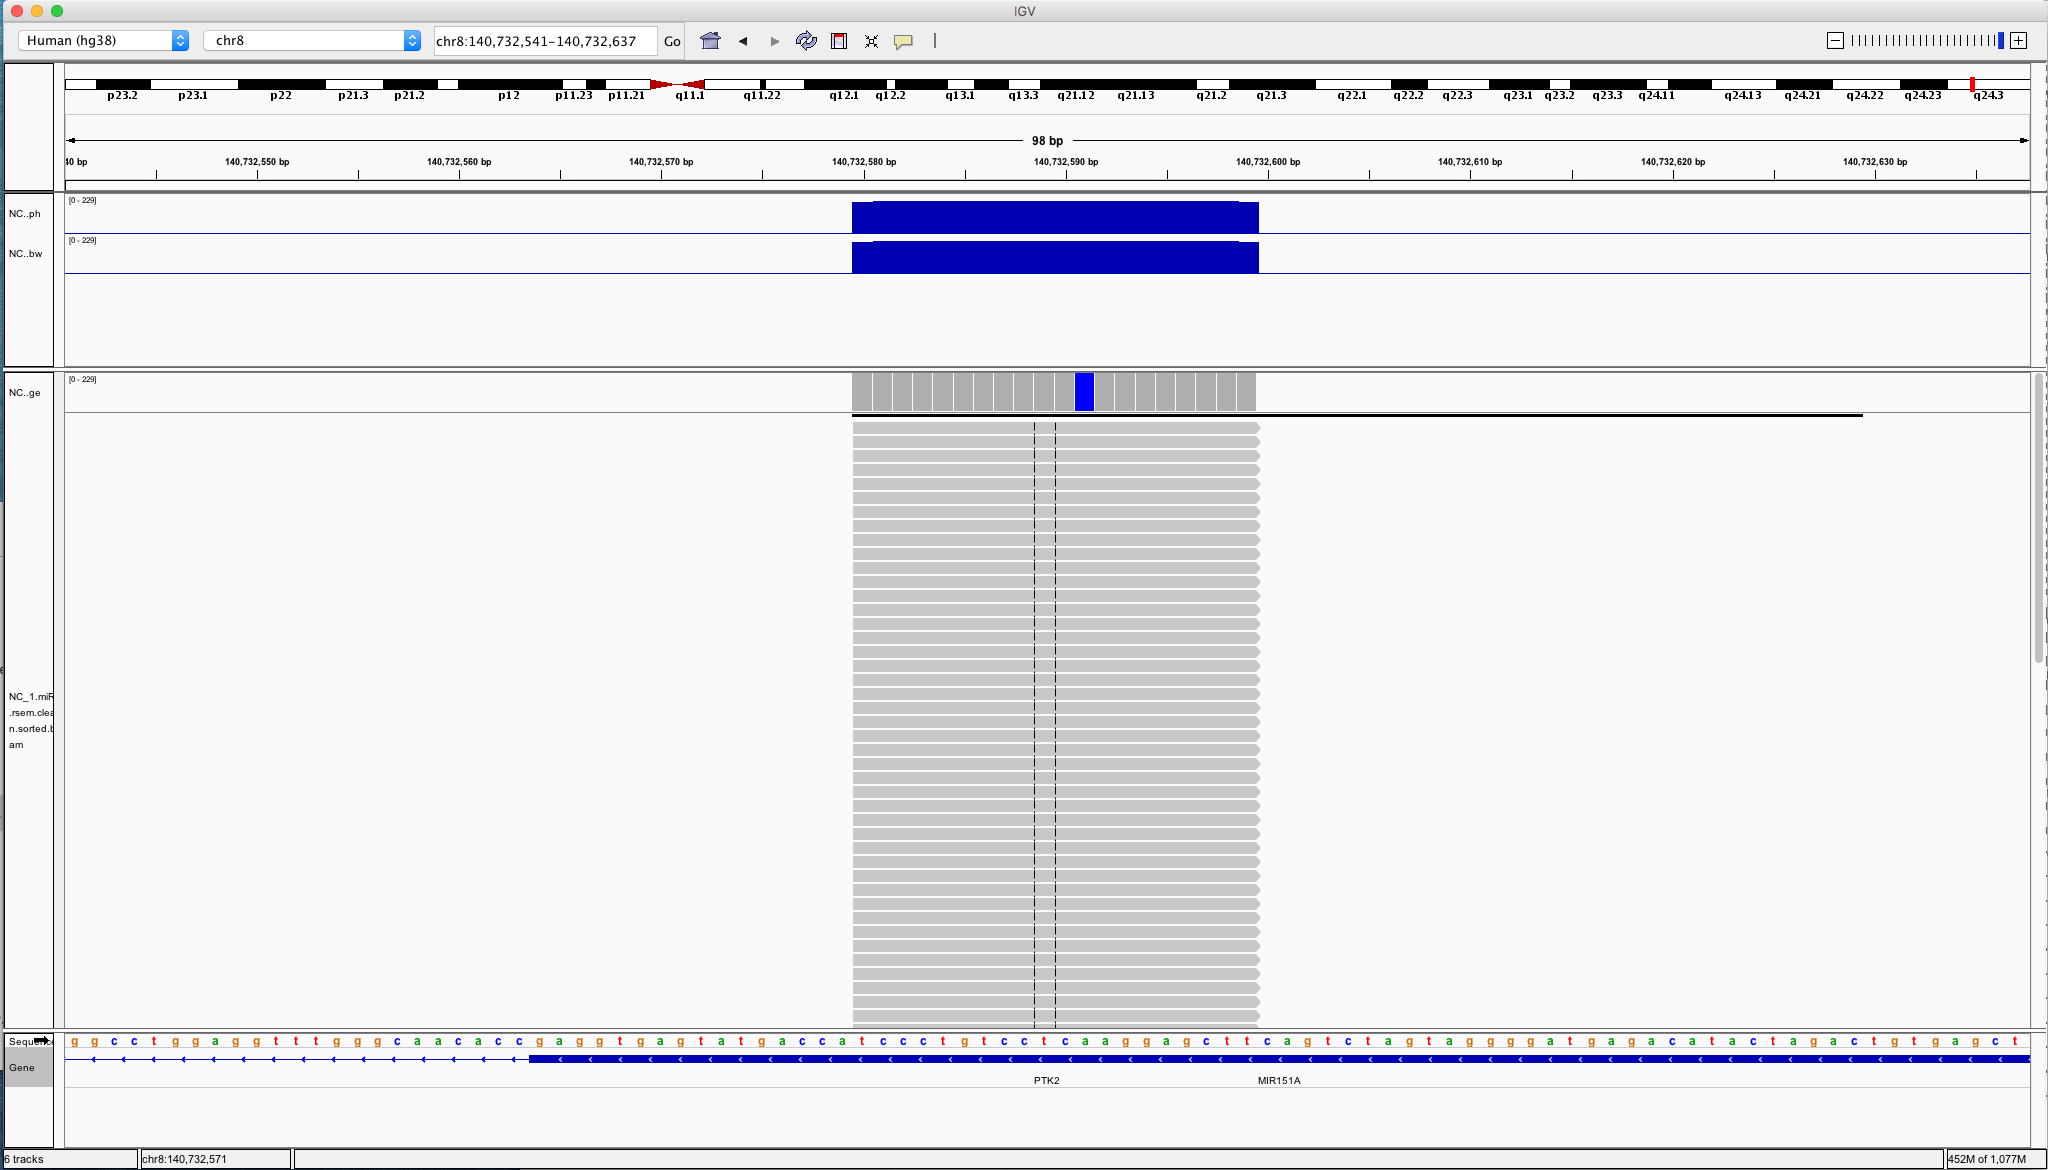 IGV
Human (hg38) chr8 chr8:140,732,541-140,732,637 Go
p23.2 p23.1 p22 p21.3 p21.2 p12 p11.23 p11.21 q11.1 q11.22 q12.1 q12.2 q13.1 q13.3 q21.12 q21.13 q21.2 q21.3 q22.1 q22.2 q22.3 q23.1 q23.2 q23.3 q24.11 q24.13 q24.21 q24.22 q24.23 q24.3
98 bp
40 bp 140,732,550 bp 140,732,560 bp 140,732,570 bp 140,732,580 bp 140,732,590 bp 140,732,600 bp 140,732,610 bp 140,732,620 bp 140,732,630 bp
[0 - 229]
NC..ph
[0 - 229]
NC..bw
[0 - 229]
NC..ge
NC_1.miR
.rsem.clea
n.sorted.b
am
Sequence g g c c t g g a g g t t t g g g c a a c a c c g a g g t g a g t a t g a c c a t c c c t g t c c t c a a g g a g c t t c a g t c t a g t a g g g g a t g a g a c a t a c t a g a c t g t g a g c t
Gene
PTK2 MIR151A
6 tracks chr8:140,732,571 452M of 1,077M